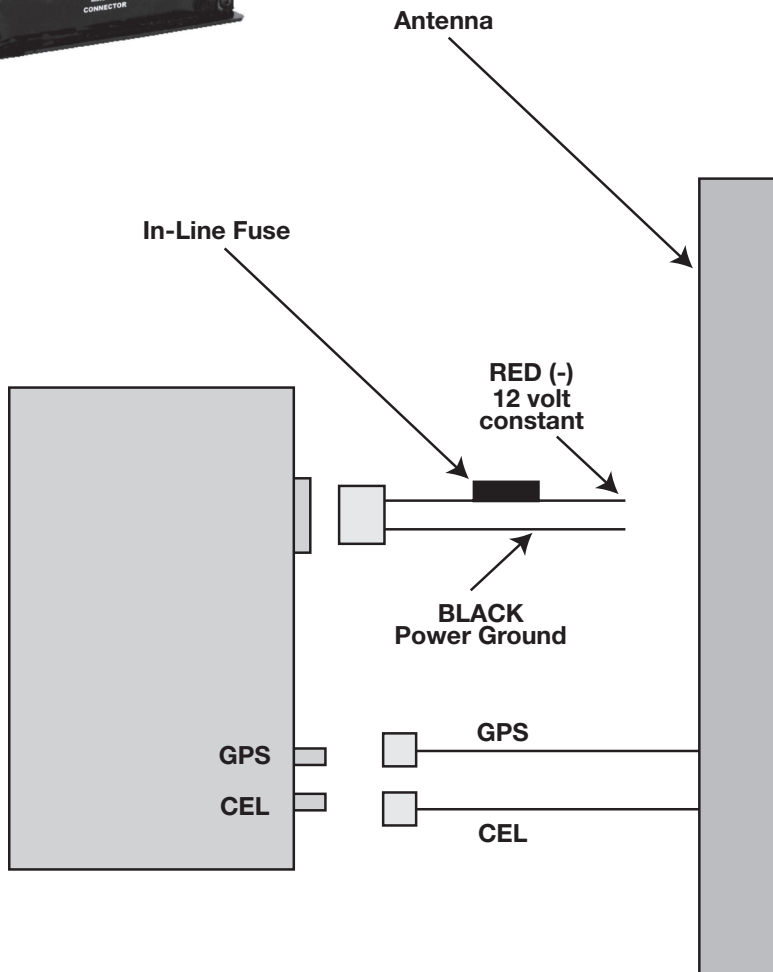 CONNECTOR
Antenna
In-Line Fuse
RED (-)
12 volt
constant
BLACK
Power Ground
GPS
GPS
CEL
CEL